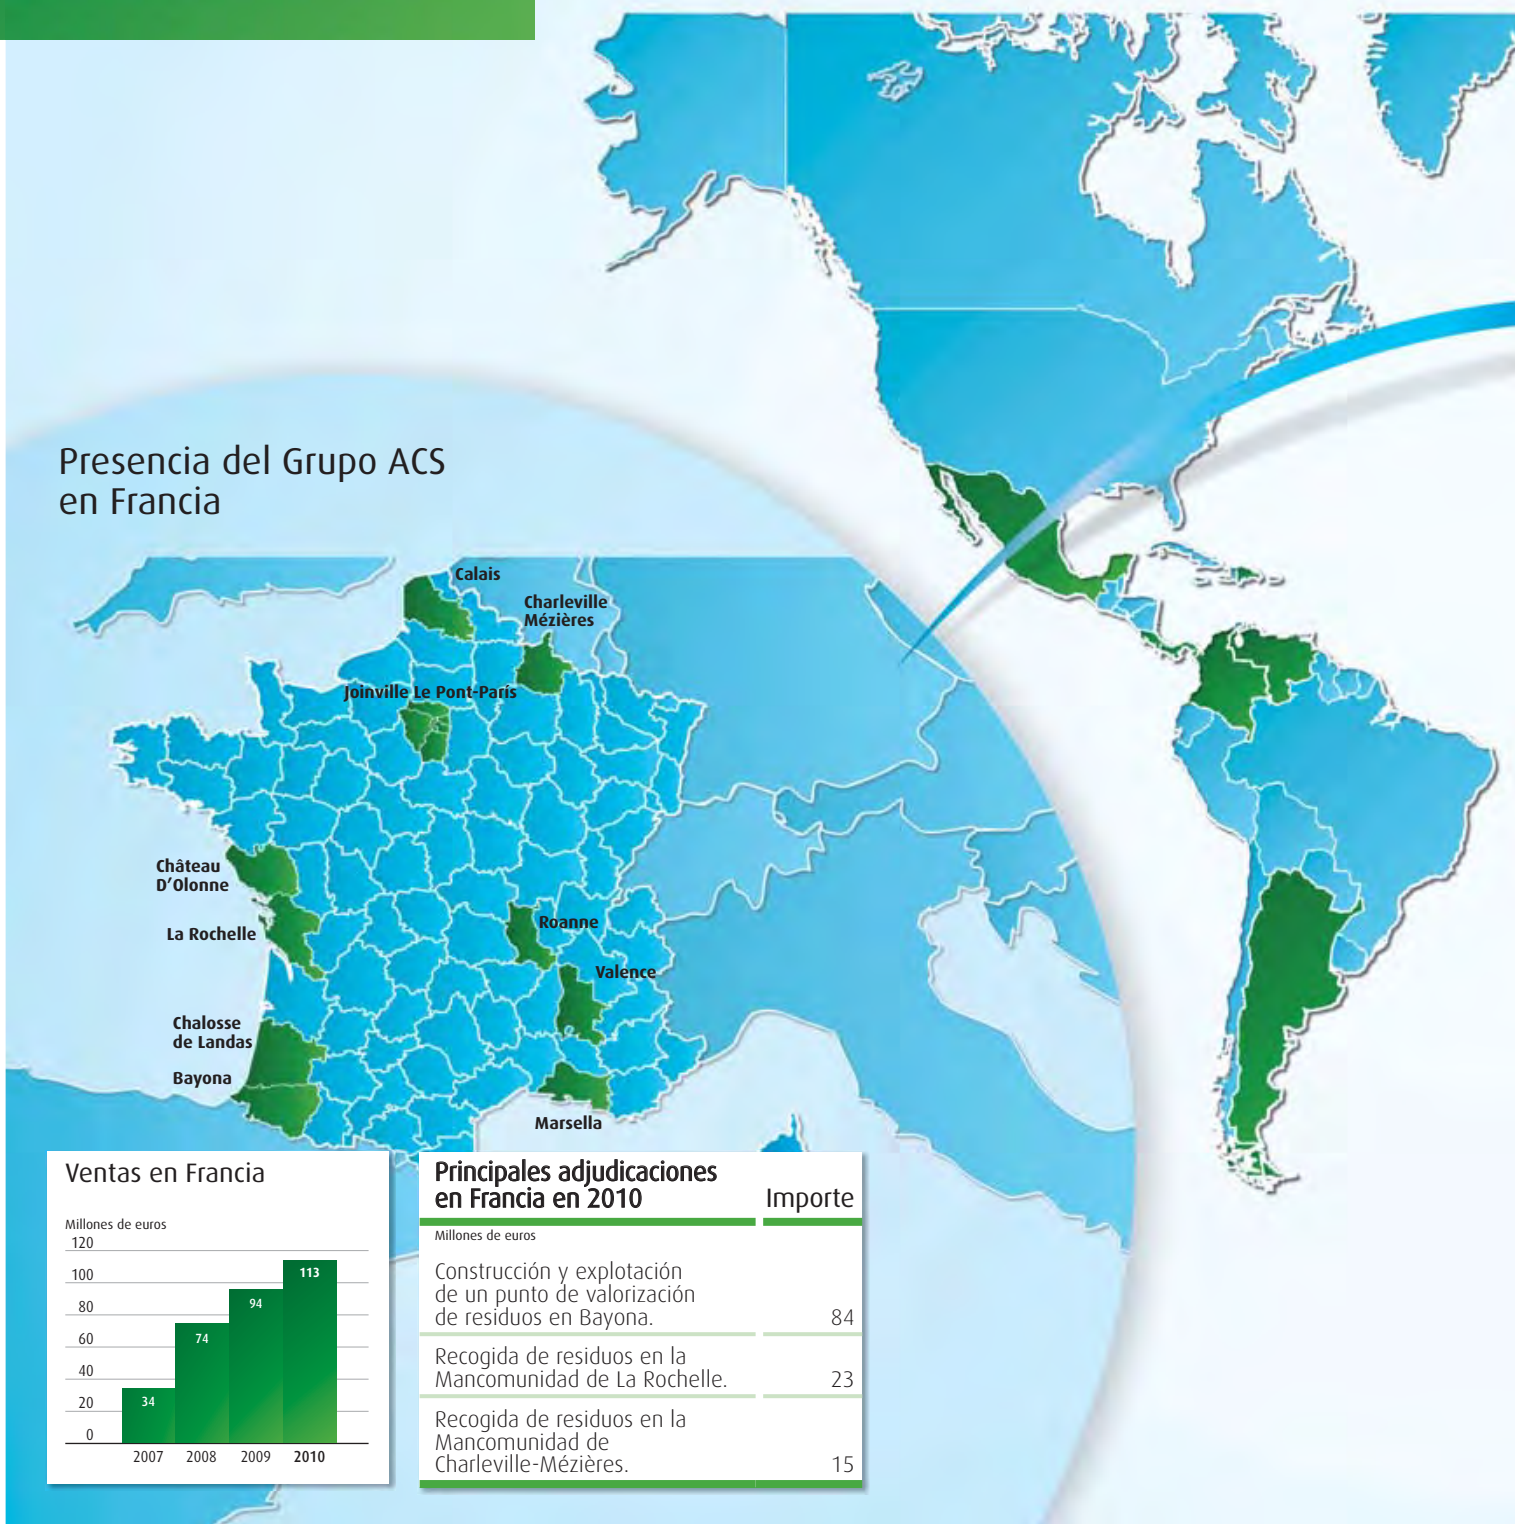 Presencia del Grupo ACS
en Francia
Calais
Charleville
Mézières
Joinville Le Pont-París
Château
D'Olonne
La Rochelle
Roanne
Valence
Chalosse
de Landas
Bayona
Marsella
Ventas en Francia
Millones de euros
120
100
80
60
40
20
0
34
74
94
113
2007 2008 2009 2010
Principales adjudicaciones
en Francia en 2010 Importe
Millones de euros
Construcción y explotación
de un punto de valorización
de residuos en Bayona. 84
Recogida de residuos en la
Mancomunidad de La Rochelle. 23
Recogida de residuos en la
Mancomunidad de
Charleville-Mézières. 15